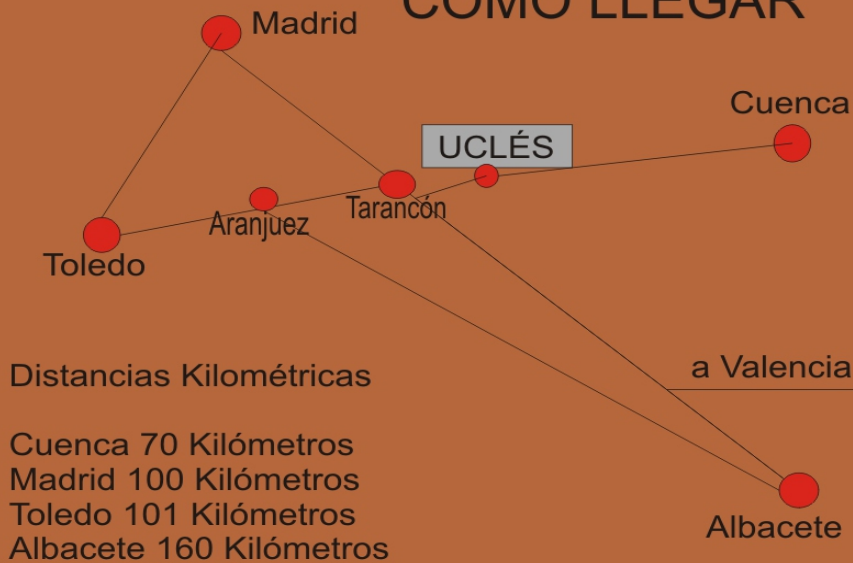 CÓMO LLEGAR
Madrid
Cuenca
UCLÉS
Tarancón
Aranjuez
Toledo
a Valencia
Distancias Kilométricas
Cuenca 70 Kilómetros
Madrid 100 Kilómetros
Toledo 101 Kilómetros
Albacete 160 Kilómetros
Albacete